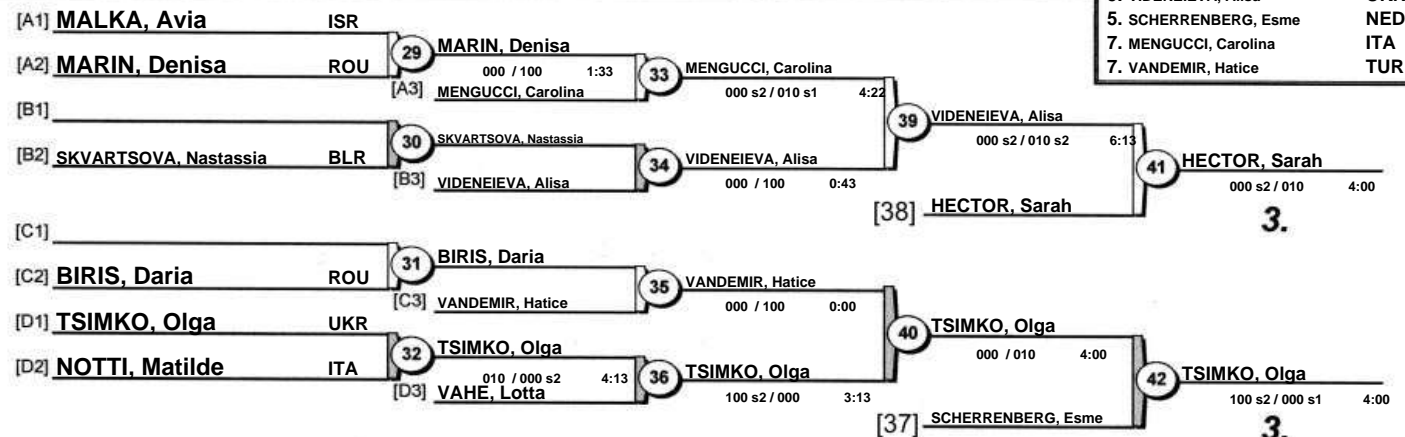 5. SCHERRENBERG, Esme NED
7. MENGUCCI, Carolina ITA
7. VANDEMIR, Hatice TUR
[A1] MALKA, Avia ISR
[A2] MARIN, Denisa ROU
29 MARIN, Denisa
000 / 100 1:33
[A3] MENGUCCI, Carolina
33 MENGUCCI, Carolina
000 s2 / 010 s1 4:22
[B1]
[B2] SKVARTSOVA, Nastassia BLR
30 SKVARTSOVA, Nastassia
[B3] VIDENEIEVA, Alisa
34 VIDENEIEVA, Alisa
000 / 100 0:43
39 VIDENEIEVA, Alisa
000 s2 / 010 s2 6:13
[38] HECTOR, Sarah
41 HECTOR, Sarah
000 s2 / 010 4:00
3.
[C1]
[C2] BIRIS, Daria ROU
31 BIRIS, Daria
[C3] VANDEMIR, Hatice
35 VANDEMIR, Hatice
000 / 100 0:00
[D1] TSIMKO, Olga UKR
[D2] NOTTI, Matilde ITA
32 TSIMKO, Olga
010 / 000 s2 4:13
[D3] VAHE, Lotta
36 TSIMKO, Olga
100 s2 / 000 3:13
40 TSIMKO, Olga
000 / 010 4:00
[37] SCHERRENBERG, Esme
42 TSIMKO, Olga
100 s2 / 000 s1 4:00
3.